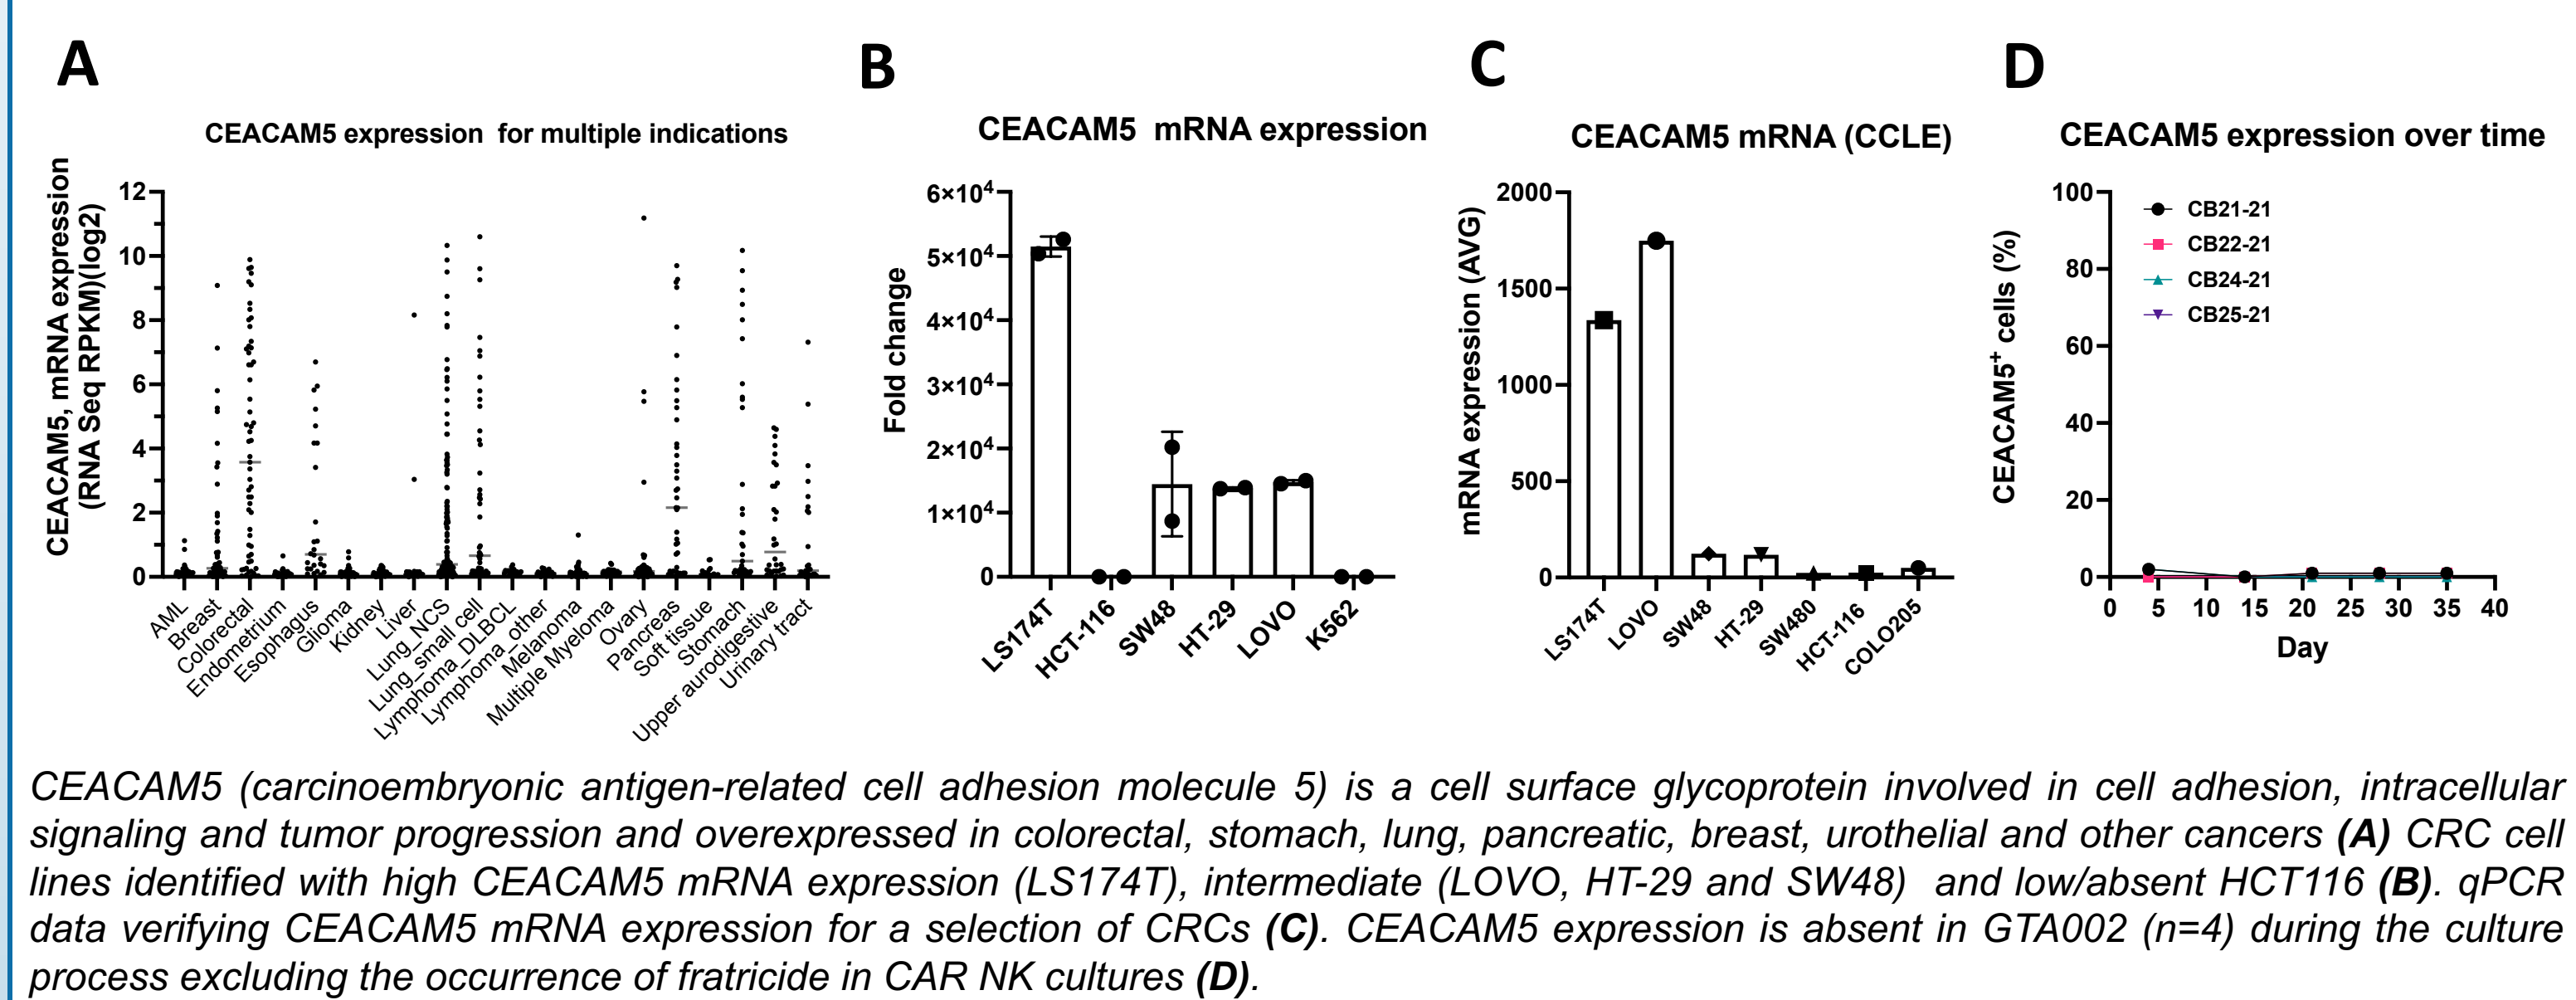 A
CEACAM5 expression  for multiple indications
CEACAM5, mRNA expression
(RNA Seq RPKM)(log2)
12
10
8
6
4
2
0
AML
Breast
Colorectal
Endometrium
Esophagus
Glioma
Kidney
Liver
Lung_NCS
Lung_small cell
Lymphoma_DLBCL
Lymphoma_other
Melanoma
Multiple Myeloma
Ovary
Pancreas
Soft tissue
Stomach
Upper aurodigestive
Urinary tract
B
CEACAM5  mRNA expression
Fold change
6×10⁴
5×10⁴
4×10⁴
3×10⁴
2×10⁴
1×10⁴
0
LS174T
HCT-116
SW48
HT-29
LOVO
K562
C
CEACAM5 mRNA (CCLE)
mRNA expression (AVG)
2000
1500
1000
500
0
LS174T
LOVO
SW48
HT-29
SW480
HCT-116
COLO205
D
CEACAM5 expression over time
CEACAM5⁺ cells (%)
100
80
60
40
20
0
CB21-21
CB22-21
CB24-21
CB25-21
0 5 10 15 20 25 30 35 40
Day
CEACAM5 (carcinoembryonic antigen-related cell adhesion molecule 5) is a cell surface glycoprotein involved in cell adhesion, intracellular
signaling and tumor progression and overexpressed in colorectal, stomach, lung, pancreatic, breast, urothelial and other cancers (A) CRC cell
lines identified with high CEACAM5 mRNA expression (LS174T), intermediate (LOVO, HT-29 and SW48)  and low/absent HCT116 (B). qPCR
data verifying CEACAM5 mRNA expression for a selection of CRCs (C). CEACAM5 expression is absent in GTA002 (n=4) during the culture
process excluding the occurrence of fratricide in CAR NK cultures (D).